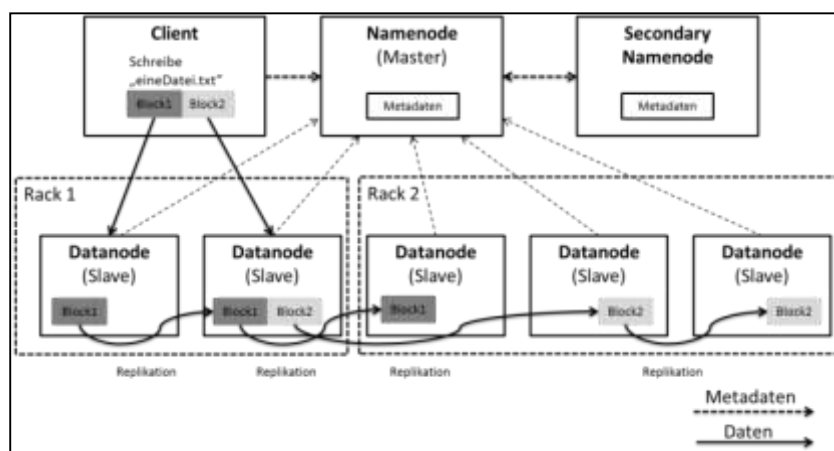 Client
Schreibe
„eineDatei.txt"
Block1 Block2
Namenode
(Master)
Metadaten
Secondary
Namenode
Metadaten
Rack 1
Rack 2
Datanode
(Slave)
Block1
Datanode
(Slave)
Block1 Block2
Datanode
(Slave)
Block1
Datanode
(Slave)
Block2
Datanode
(Slave)
Block2
Replikation
Replikation
Replikation
Replikation
Metadaten
Daten